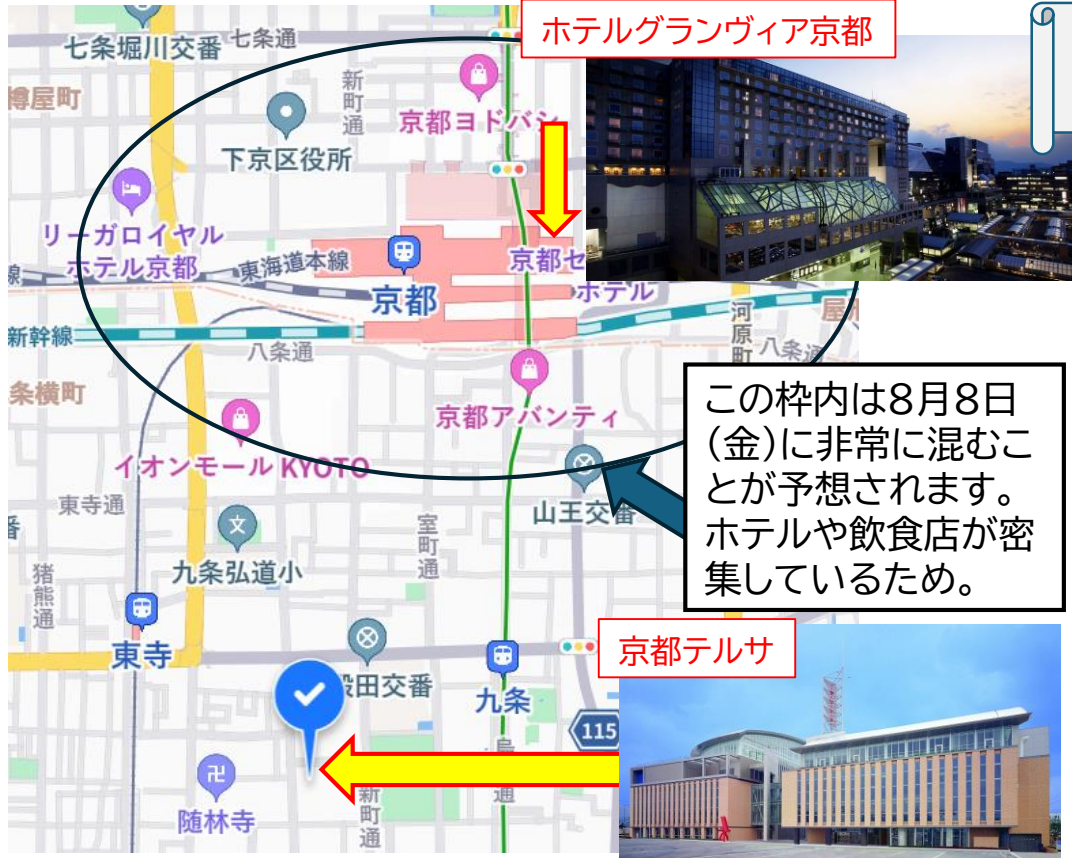 ホテルグランヴィア京都
七条堀川交番
七条通
樽屋町
新町通
京都ヨドバシ
下京区役所
リーガロイヤル
ホテル京都
東海道本線
京都セ
ホテル
京都
新幹線
八条通
河原町
八条通
条横町
京都アバンティ
イオンモール KYOTO
この枠内は8月8日
(金)に非常に混むこ
とが予想されます。
ホテルや飲食店が密
集しているため。
東寺通
山王交番
室町通
九条弘道小
猪熊通
東寺
京都テルサ
殿田交番
九条
115
烏
通
新町通
随林寺